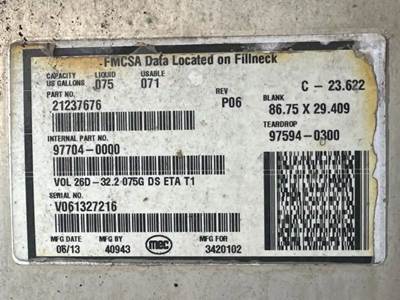 FMCSA Data Located on Fillneck
CAPACITY LIQUID USABLE
US GALLONS 075 071
C - 23.622
PART NO.
21237676
REV
P06
BLANK
86.75 X 29.409
TEARDROP
97594-0300
INTERNAL PART NO.
97704-0000
VOL 26D-32.2 075G DS ETA T1
SERIAL NO.
V061327216
MFG DATE MFG BY MFG FOR
06/13 40943 mec 3420102